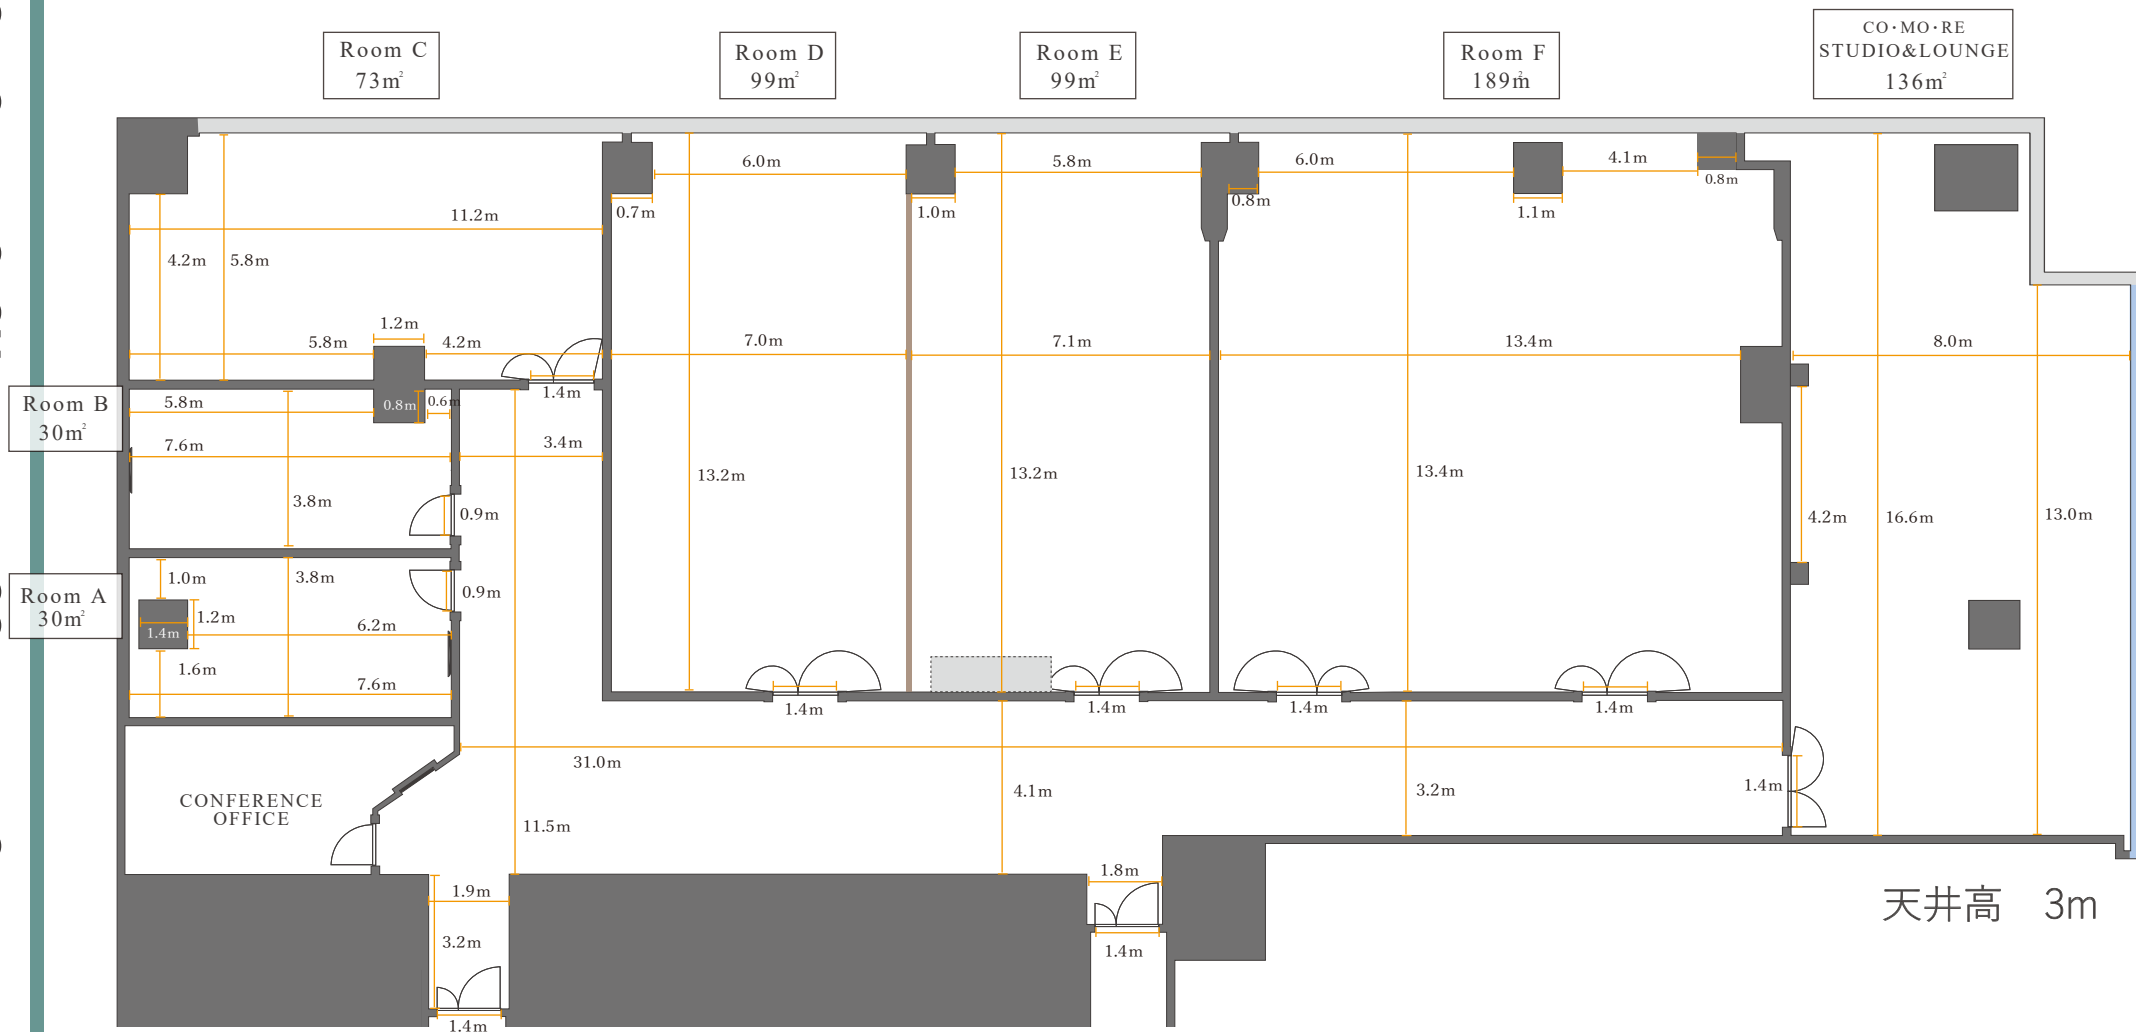 Room C
73㎡
Room D
99㎡
Room E
99㎡
Room F
189㎡
CO・MO・RE
STUDIO&LOUNGE
136㎡
6.0m
5.8m
6.0m
4.1m
0.8m
0.8m
0.7m
1.0m
1.1m
11.2m
4.2m
5.8m
1.2m
5.8m
4.2m
7.0m
7.1m
13.4m
8.0m
1.4m
Room B
30㎡
5.8m
0.8m
0.6m
7.6m
3.4m
3.8m
0.9m
13.2m
13.2m
13.4m
4.2m
16.6m
13.0m
Room A
30㎡
1.0m
3.8m
0.9m
1.2m
1.4m
6.2m
1.6m
7.6m
1.4m
1.4m
1.4m
1.4m
31.0m
4.1m
3.2m
1.4m
CONFERENCE
OFFICE
11.5m
1.9m
1.8m
3.2m
1.4m
1.4m
天井高　3m